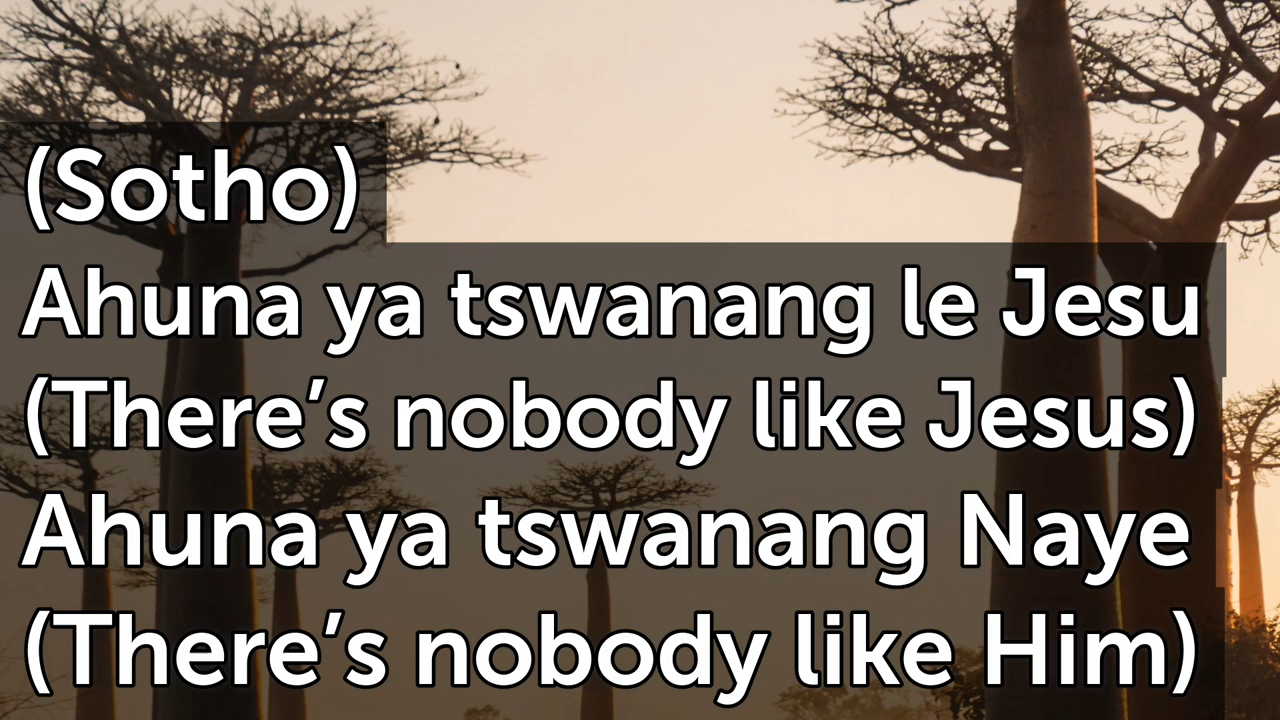 (Sotho)
Ahuna ya tswanang le Jesu
(There’s nobody like Jesus)
Ahuna ya tswanang Naye
(There’s nobody like Him)